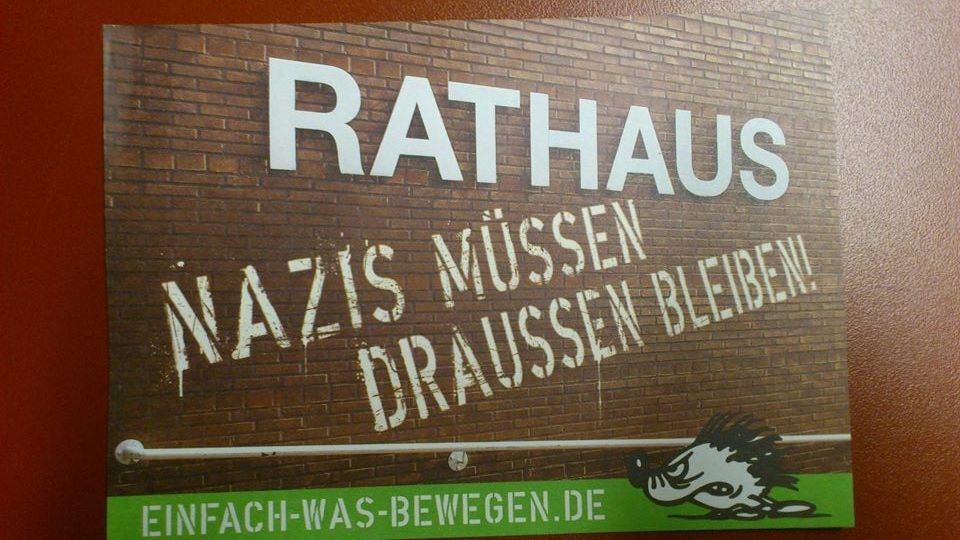 RATHAUS
NAZIS MÜSSEN
DRAUSSEN BLEIBEN!
EINFACH-WAS-BEWEGEN.DE